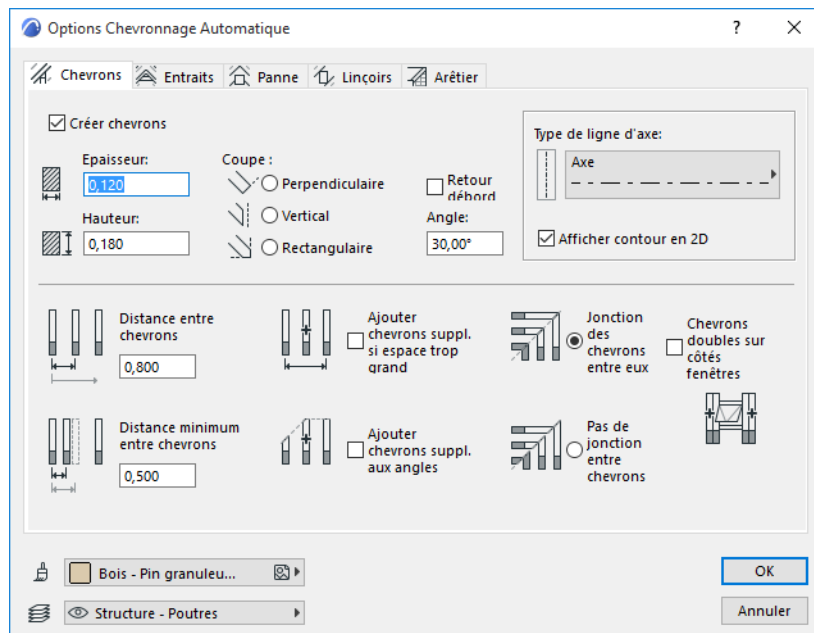 Options Chevronnage Automatique
?
Chevrons
Entraits
Panne
Linçoirs
Arêtier
Créer chevrons
Epaisseur:
0,120
Hauteur:
0,180
Coupe :
Perpendiculaire
Vertical
Rectangulaire
Retour
débord
Angle:
30,00°
Type de ligne d'axe:
Axe
Afficher contour en 2D
Distance entre
chevrons
0,800
Ajouter
chevrons suppl.
si espace trop
grand
Jonction
des
chevrons
entre eux
Chevrons
doubles sur
côtés
fenêtres
Distance minimum
entre chevrons
0,500
Ajouter
chevrons suppl.
aux angles
Pas de
jonction
entre
chevrons
Bois - Pin granuleu...
OK
Structure - Poutres
Annuler